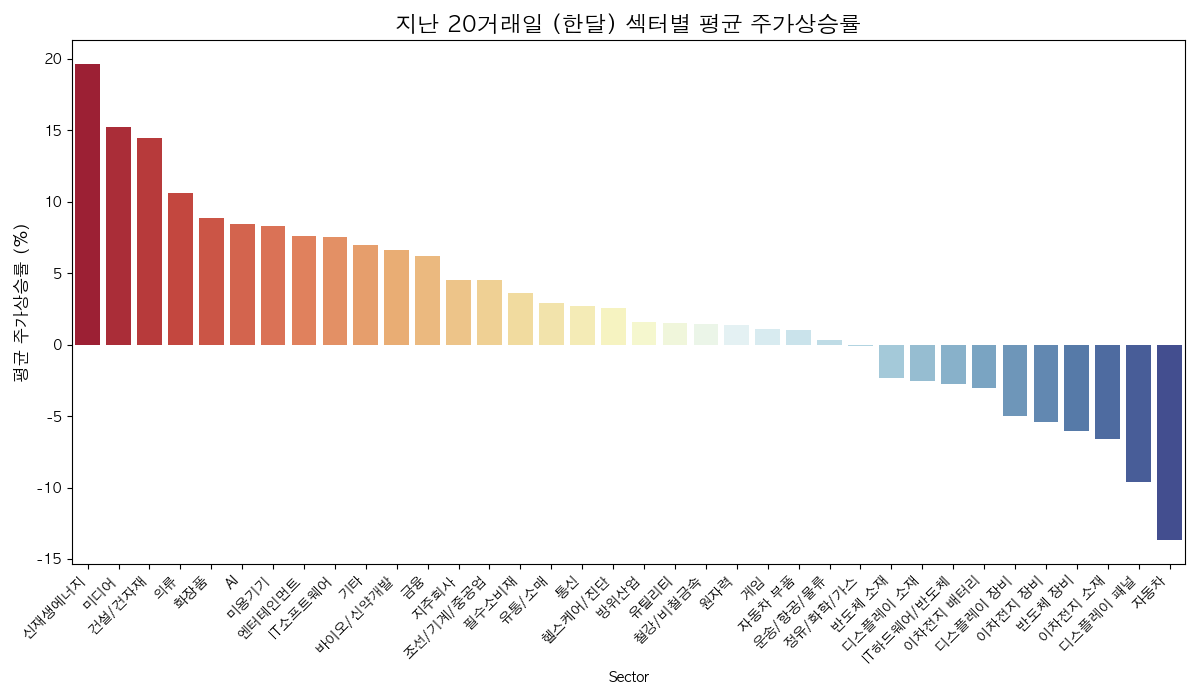 지난 20거래일 (한달) 섹터별 평균 주가상승률
평균 주가상승률 (%)
20
15
10
5
0
-5
-10
-15
신재생에너지
미디어
건설/건자재
의류
화장품
AI
미용기기
엔터테인먼트
IT소프트웨어
기타
바이오/신약개발
금융
지주회사
조선/기계/중공업
필수소비재
유통/소매
통신
헬스케어/진단
방위산업
유틸리티
철강/비철금속
원자력
게임
자동차 부품
운송/항공/물류
정유/화학/가스
반도체 소재
디스플레이 소재
IT하드웨어/반도체
이차전지 배터리
디스플레이 장비
이차전지 장비
반도체 장비
이차전지 소재
디스플레이 패널
자동차
Sector